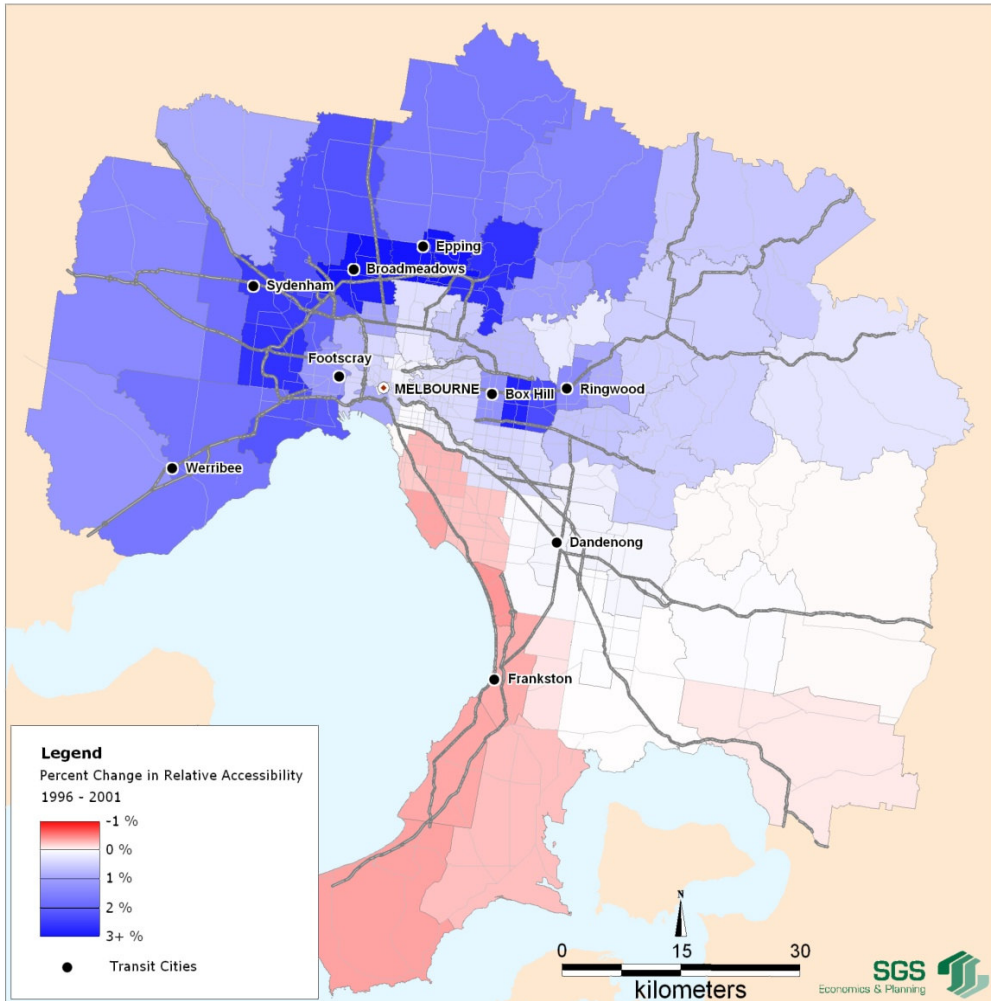 Epping
Broadmeadows
Sydenham
Footscray
MELBOURNE
Box Hill
Ringwood
Werribee
Dandenong
Frankston
Legend
Percent Change in Relative Accessibility
1996 - 2001
-1 %
0 %
1 %
2 %
3+ %
Transit Cities
N
0 15 30
kilometers
SGS
Economics & Planning